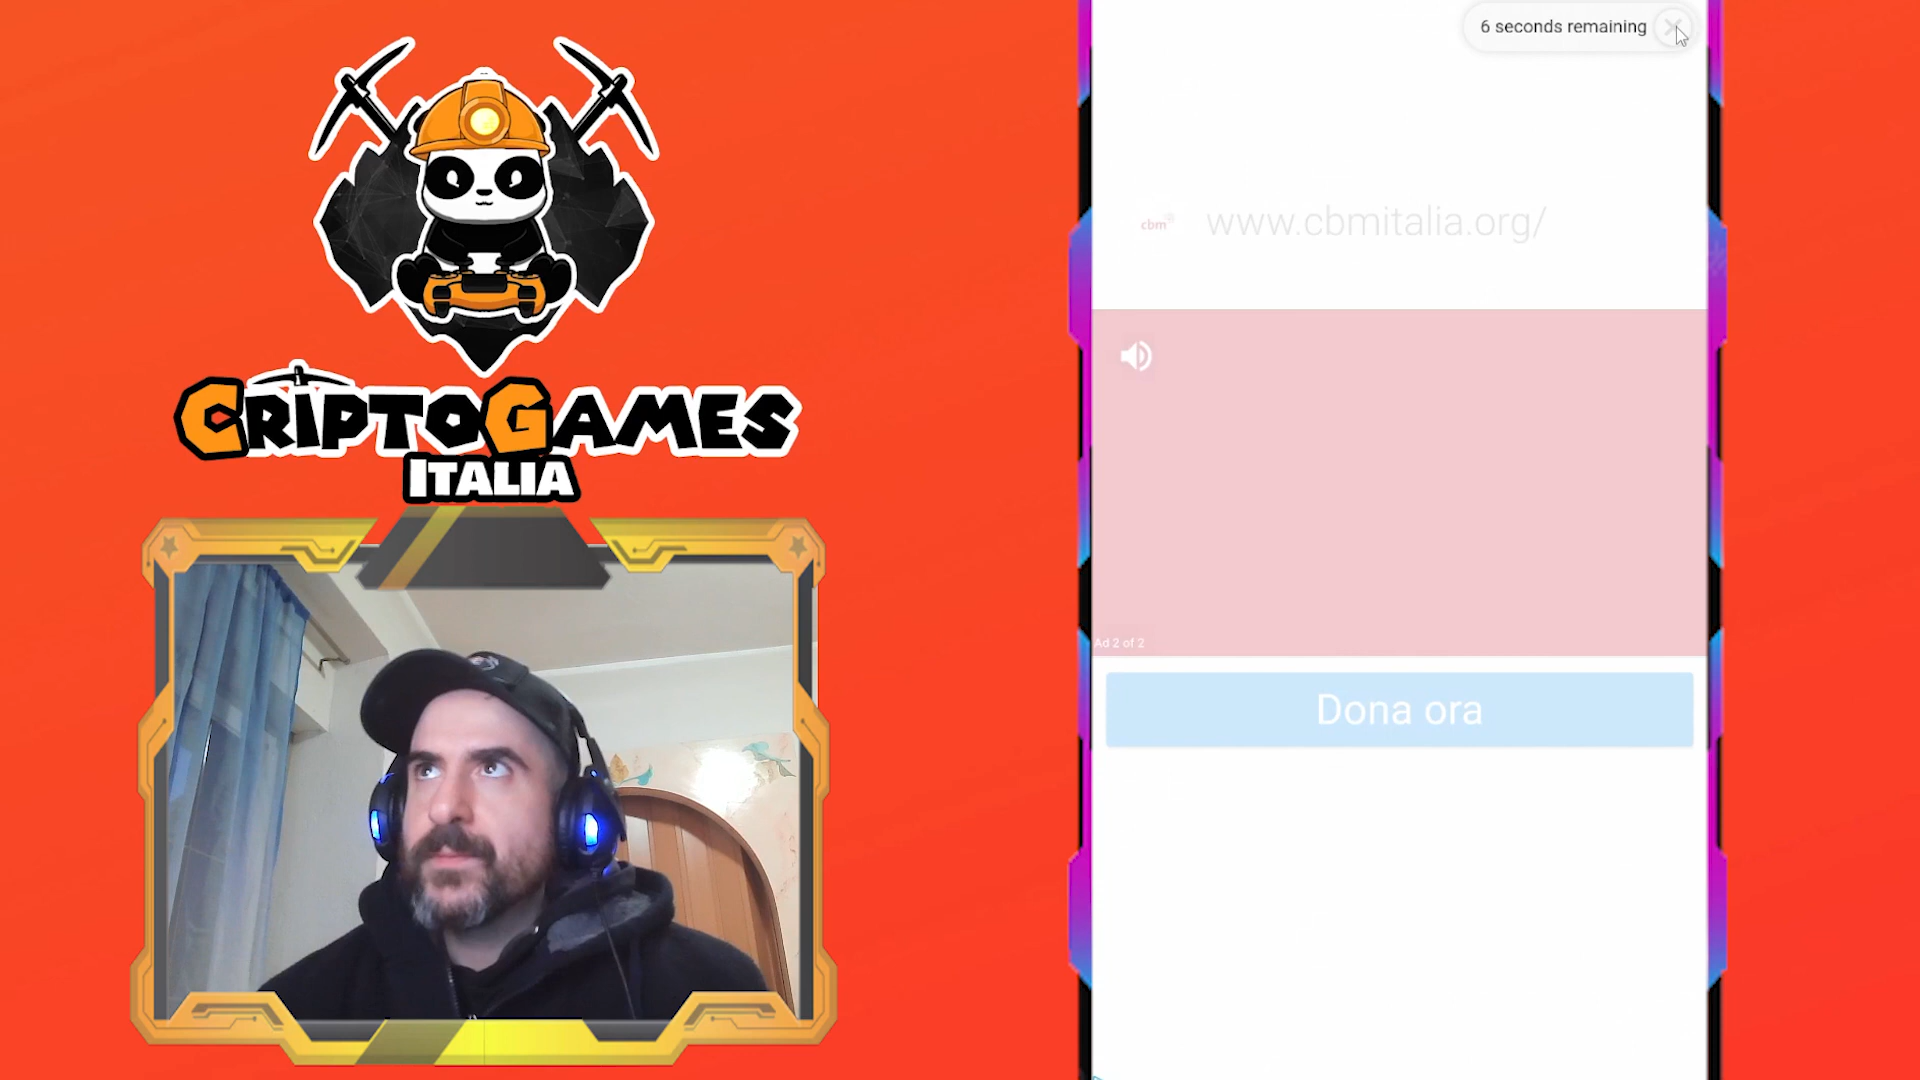 CRIPTOGAMES
ITALIA
6 seconds remaining
cbm
www.cbmitalia.org/
Ad 2 of 2
Dona ora